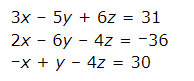 3x - 5y + 6z = 31
2x - 6y - 4z = -36
-x + y - 4z = 30